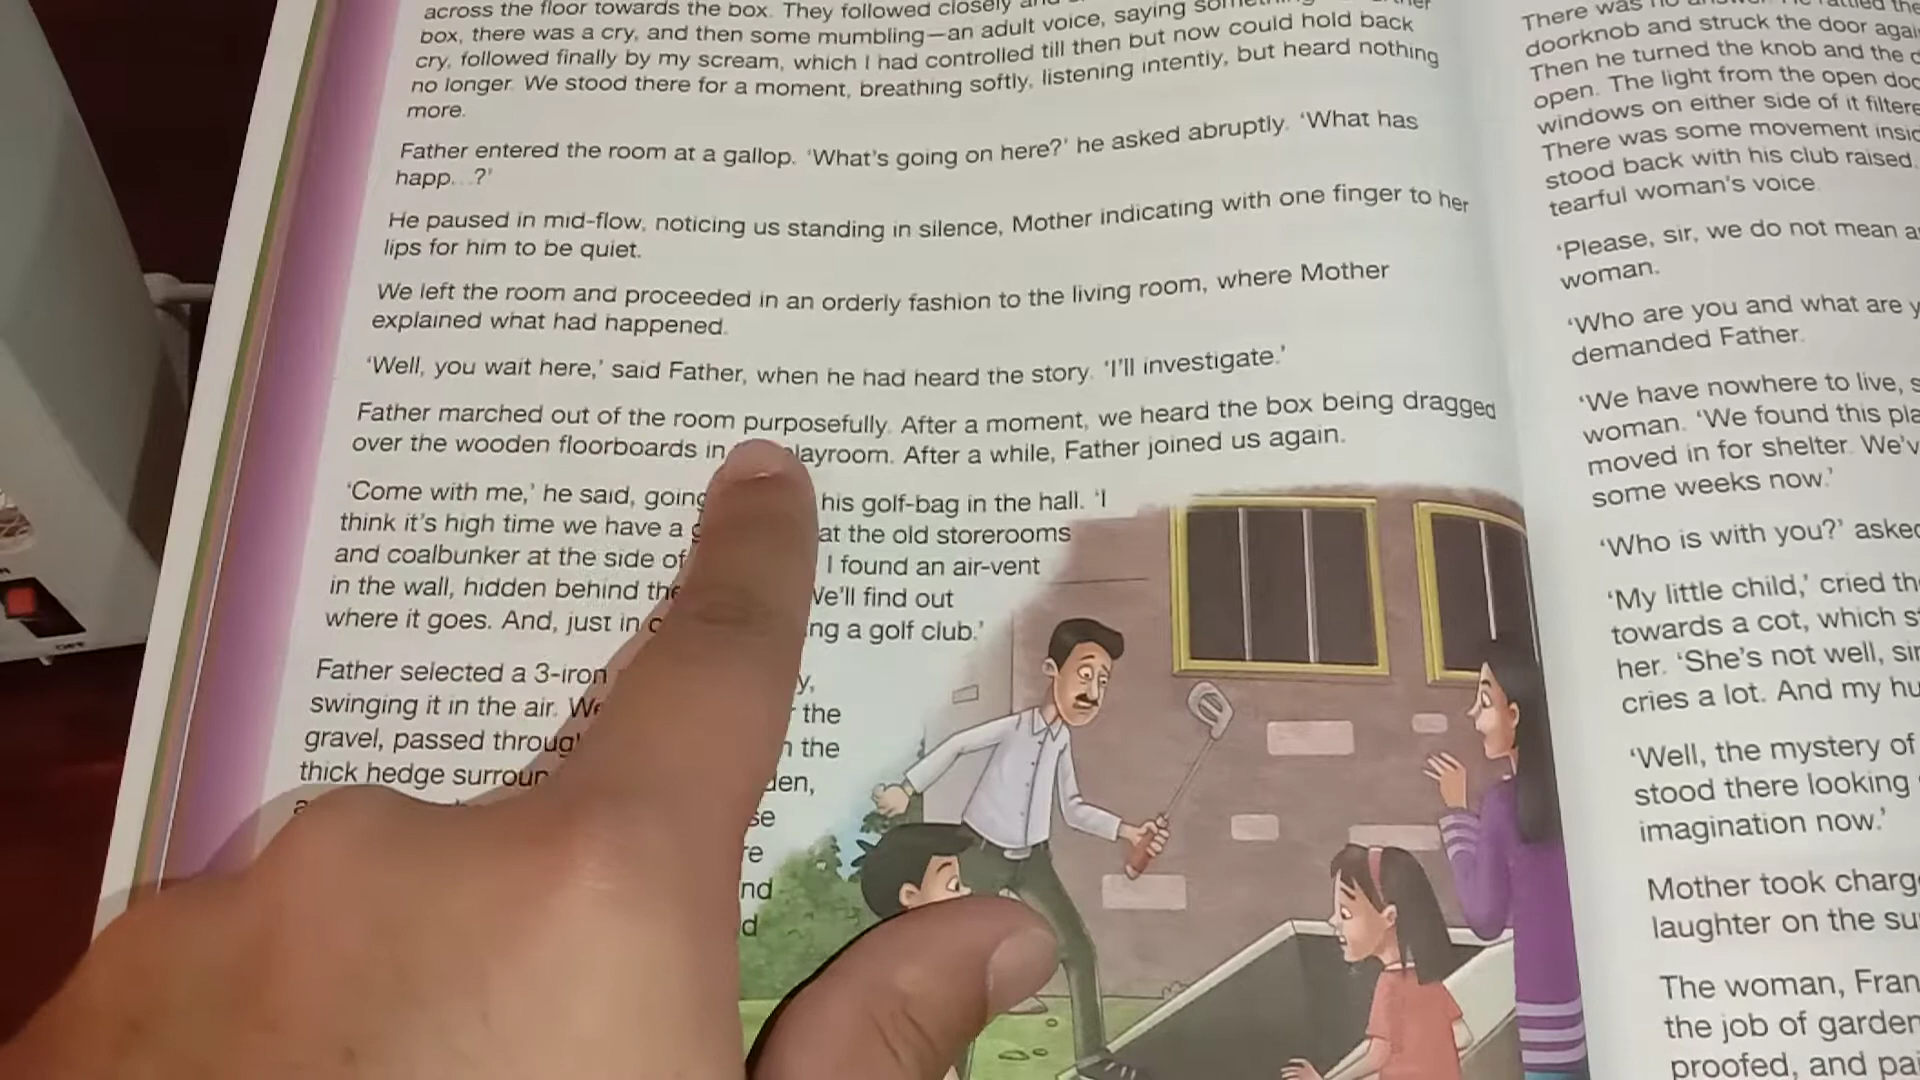 across the floor towards the box. They followed closely
box, there was a cry, and then some mumbling—an adult voice, saying
cry, followed finally by my scream, which I had controlled till then but now could hold back
no longer. We stood there for a moment, breathing softly, listening intently, but heard nothing
more.
Father entered the room at a gallop. ‘What's going on here?’ he asked abruptly. ‘What has
happ...?’
He paused in mid-flow, noticing us standing in silence, Mother indicating with one finger to her
lips for him to be quiet.
We left the room and proceeded in an orderly fashion to the living room, where Mother
explained what had happened.
‘Well, you wait here,’ said Father, when he had heard the story. ‘I'll investigate.’
Father marched out of the room purposefully. After a moment, we heard the box being dragged
over the wooden floorboards in layroom. After a while, Father joined us again.
‘Come with me,’ he said, going his golf-bag in the hall. ‘I
think it's high time we have a at the old storerooms
and coalbunker at the side of I found an air-vent
in the wall, hidden behind the We'll find out
where it goes. And, just in ng a golf club.’
Father selected a 3-iron y,
swinging it in the air. We the
gravel, passed throug the
thick hedge surroun den,
se
re
nd
d
There was
doorknob and struck the door agai
Then he turned the knob and the
open. The light from the open doo
windows on either side of it filtere
There was some movement insid
stood back with his club raised.
tearful woman's voice.
‘Please, sir, we do not mean a
woman.
‘Who are you and what are y
demanded Father.
‘We have nowhere to live, s
woman. ‘We found this pla
moved in for shelter. We'v
some weeks now.’
‘Who is with you?’ asked
‘My little child,’ cried th
towards a cot, which s
her. ‘She's not well, sir
cries a lot. And my hu
‘Well, the mystery of
stood there looking
imagination now.’
Mother took charg
laughter on the su
The woman, Fran
the job of garden
proofed, and pai
OFF